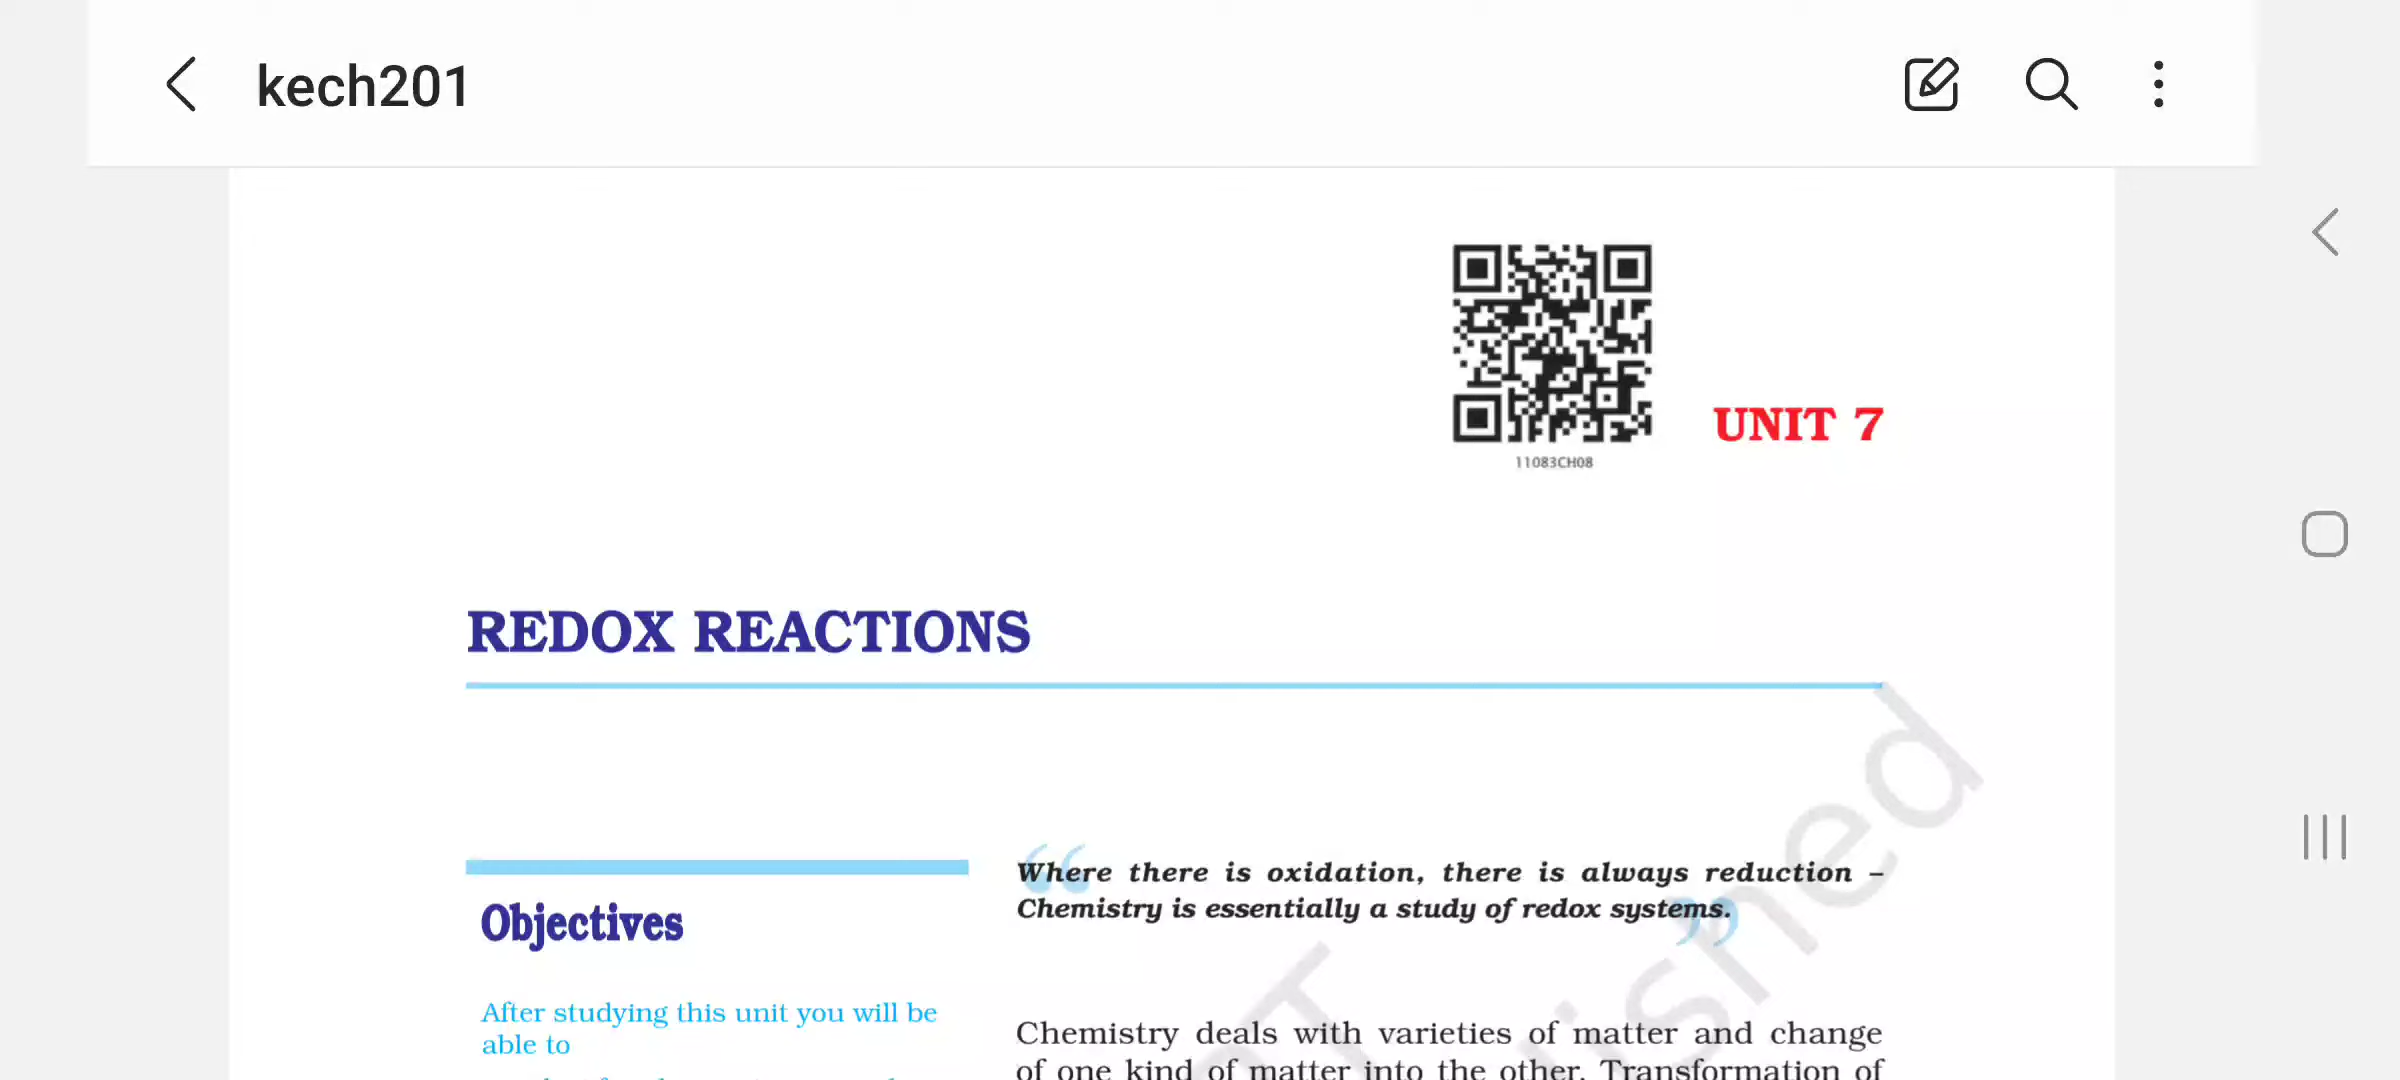 kech201
11083CH08
UNIT 7
REDOX REACTIONS
Objectives
After studying this unit you will be
able to
“Where there is oxidation, there is always reduction –
Chemistry is essentially a study of redox systems.”
Chemistry deals with varieties of matter and change
of one kind of matter into the other. Transformation of